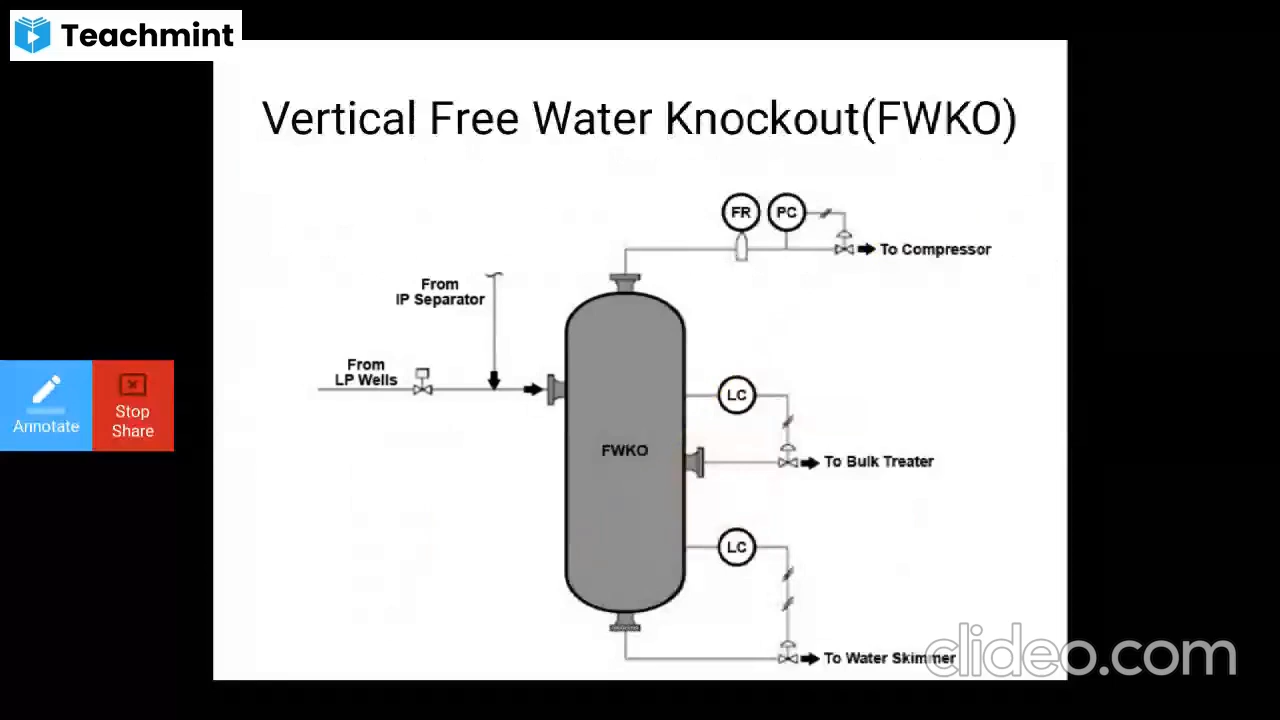 Teachmint
Vertical Free Water Knockout(FWKO)
FR
PC
To Compressor
From
IP Separator
From
LP Wells
LC
Annotate
Stop
Share
FWKO
To Bulk Treater
LC
To Water Skimmer
clideo.com